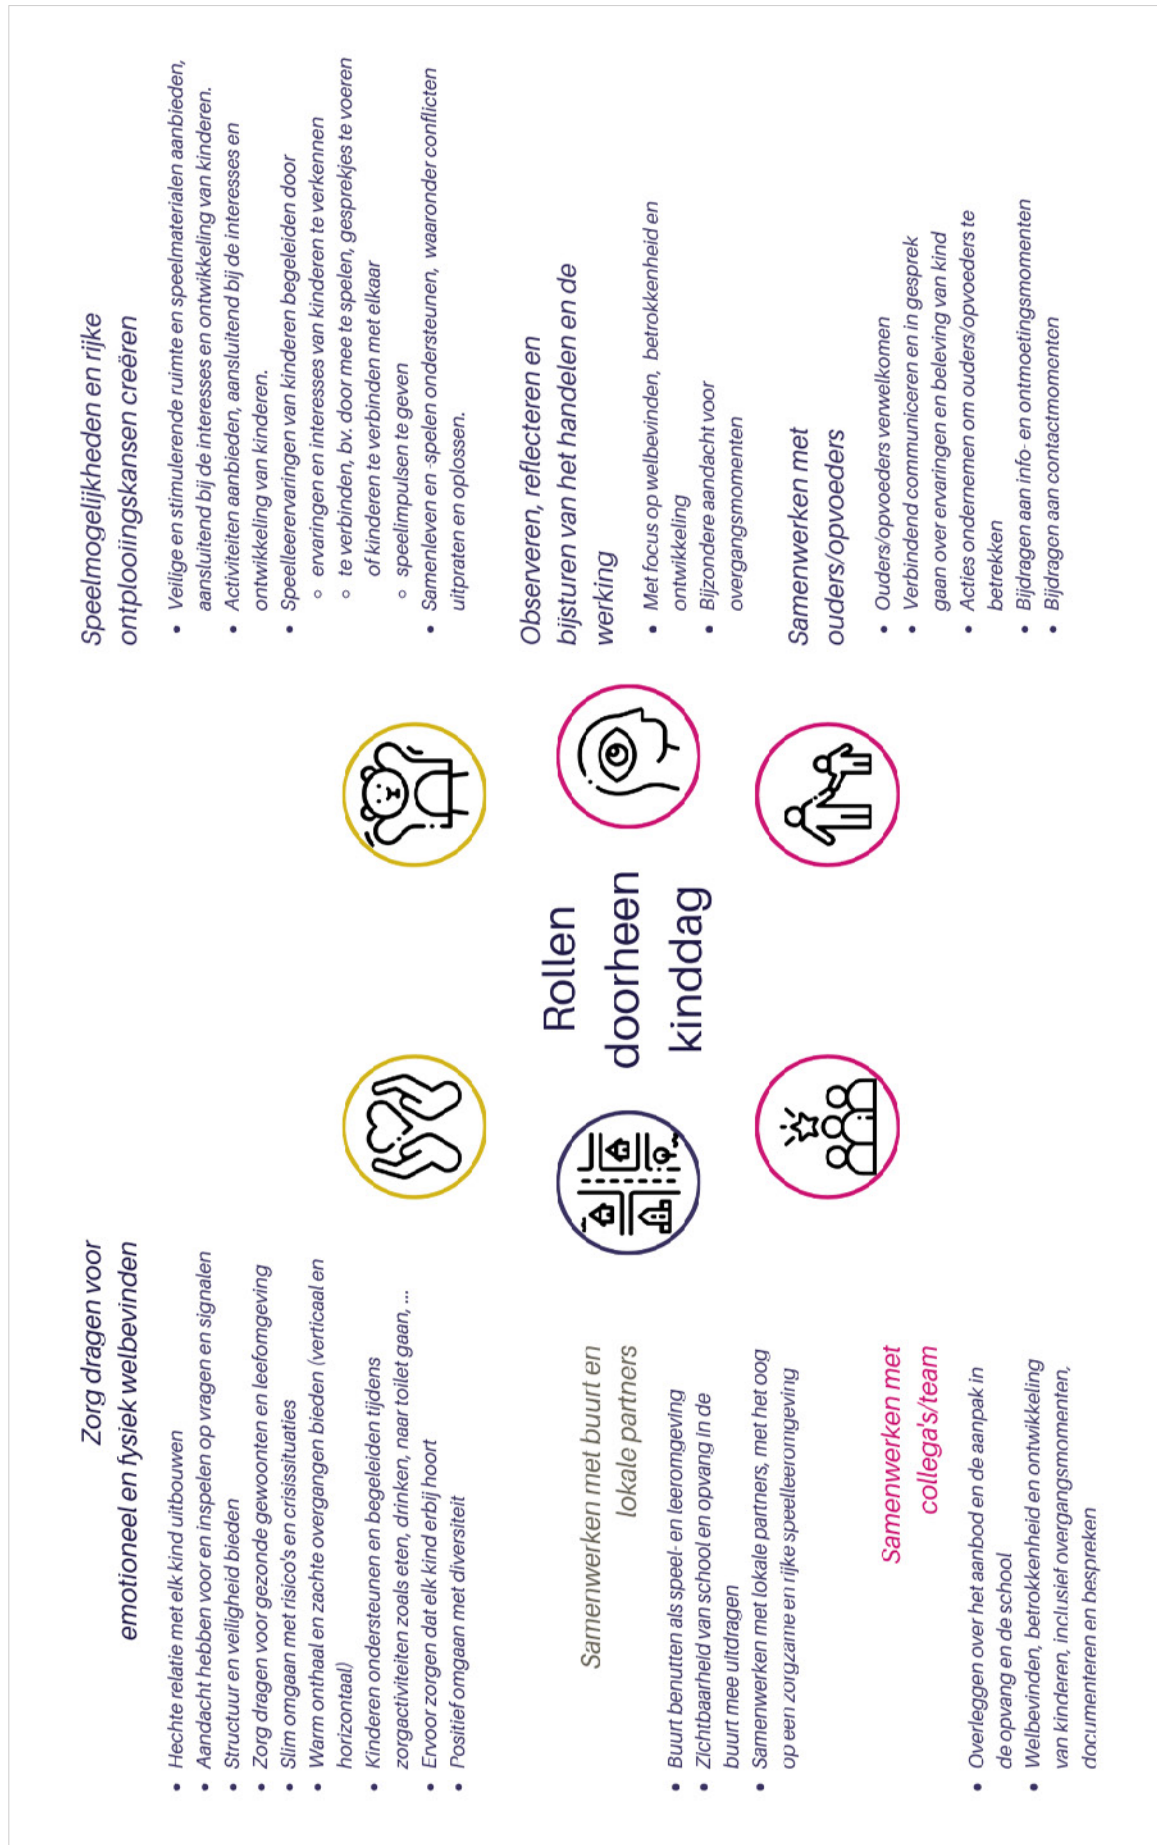 Zorg dragen voor
emotioneel en fysiek welbevinden
• Hechte relatie met elk kind uitbouwen
• Aandacht hebben voor en inspelen op vragen en signalen
• Structuur en veiligheid bieden
• Zorg dragen voor gezonde gewoonten en leefomgeving
• Slim omgaan met risico's en crisissituaties
• Warm onthaal en zachte overgangen bieden (verticaal en
horizontaal)
• Kinderen ondersteunen en begeleiden tijdens
zorgactiviteiten zoals eten, drinken, naar toilet gaan, ...
• Ervoor zorgen dat elk kind erbij hoort
• Positief omgaan met diversiteit
Speelmogelijkheden en rijke
ontplooiingskansen creëren
• Veilige en stimulerende ruimte en speelmaterialen aanbieden,
aansluitend bij de interesses en ontwikkeling van kinderen.
• Activiteiten aanbieden, aansluitend bij de interesses en
ontwikkeling van kinderen.
• Speelleerervaringen van kinderen begeleiden door
○ ervaringen en interesses van kinderen te verkennen
○ te verbinden, bv. door mee te spelen, gesprekjes te voeren
of kinderen te verbinden met elkaar
○ speelimpulsen te geven
• Samenleven en -spelen ondersteunen, waaronder conflicten
uitpraten en oplossen.
Rollen
doorheen
kinddag
Samenwerken met buurt en
lokale partners
• Buurt benutten als speel- en leeromgeving
• Zichtbaarheid van school en opvang in de
buurt mee uitdragen
• Samenwerken met lokale partners, met het oog
op een zorgzame en rijke speelleeromgeving
Observeren, reflecteren en
bijsturen van het handelen en de
werking
• Met focus op welbevinden, betrokkenheid en
ontwikkeling
• Bijzondere aandacht voor
overgangsmomenten
Samenwerken met
collega's/team
• Overleggen over het aanbod en de aanpak in
de opvang en de school
• Welbevinden, betrokkenheid en ontwikkeling
van kinderen, inclusief overgangsmomenten,
documenteren en bespreken
Samenwerken met
ouders/opvoeders
• Ouders/opvoeders verwelkomen
• Verbindend communiceren en in gesprek
gaan over ervaringen en beleving van kind
• Acties ondernemen om ouders/opvoeders te
betrekken
• Bijdragen aan info- en ontmoetingsmomenten
• Bijdragen aan contactmomenten